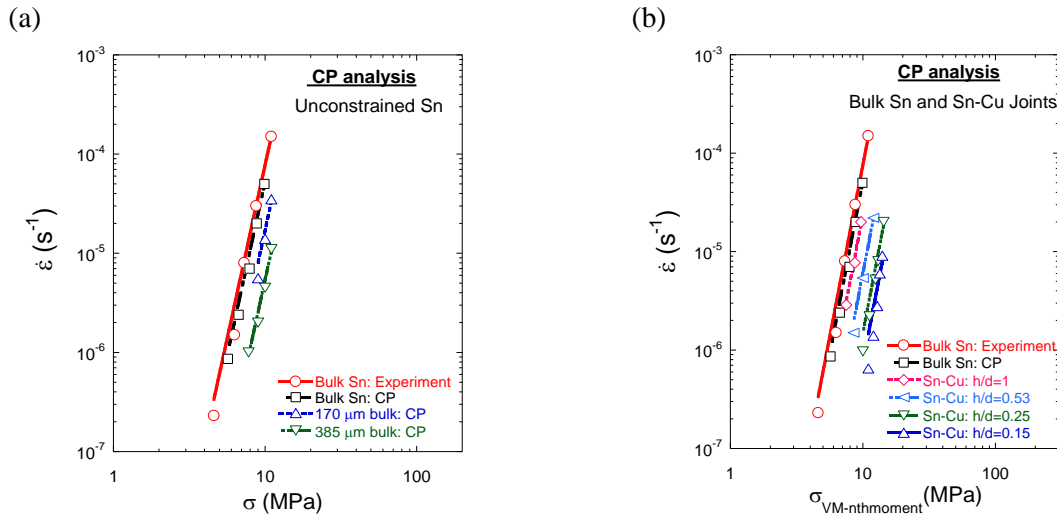 (a)
10⁻³
10⁻⁴
10⁻⁵
10⁻⁶
10⁻⁷
ε̇ (s⁻¹)
CP analysis
Unconstrained Sn
Bulk Sn: Experiment
Bulk Sn: CP
170 μm bulk: CP
385 μm bulk: CP
1 10 100
σ (MPa)
(b)
10⁻³
10⁻⁴
10⁻⁵
10⁻⁶
10⁻⁷
ε̇ (s⁻¹)
CP analysis
Bulk Sn and Sn-Cu Joints
Bulk Sn: Experiment
Bulk Sn: CP
Sn-Cu: h/d=1
Sn-Cu: h/d=0.53
Sn-Cu: h/d=0.25
Sn-Cu: h/d=0.15
1 10 100
σVM-nthmoment(MPa)